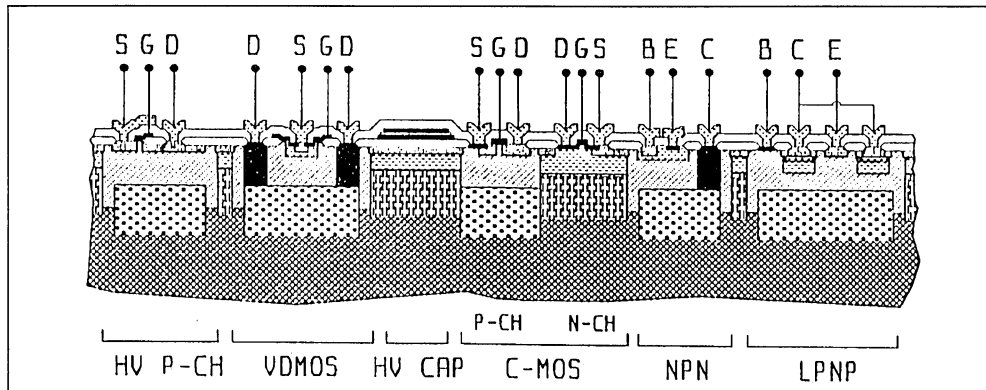 S G D D S G D S G D D G S B E C B C E
P-CH N-CH
HV P-CH VDMOS HV CAP C-MOS NPN LPNP